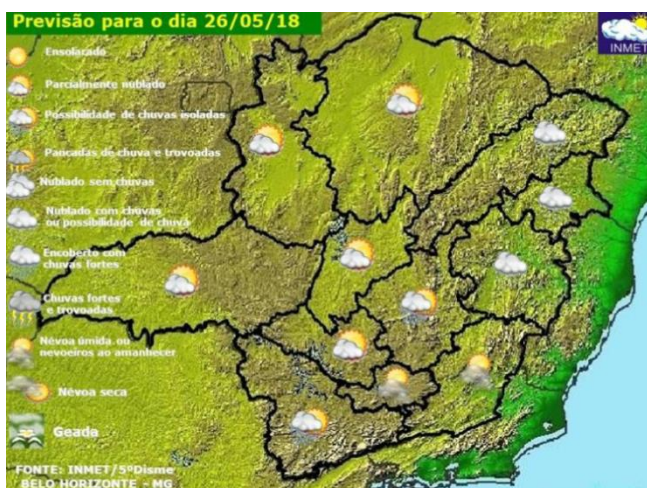 Previsão para o dia 26/05/18
INMET
Ensolarado
Parcialmente nublado
Possibilidade de chuvas isoladas
Pancadas de chuva e trovoadas
Nublado sem chuvas
Nublado com chuvas
ou possibilidade de chuva
Encoberto com
chuvas fortes
Chuvas fortes
e trovoadas
Névoa úmida ou
nevoeiros ao amanhecer
Névoa seca
Geada
FONTE: INMET/5ºDisme
BELO HORIZONTE - MG